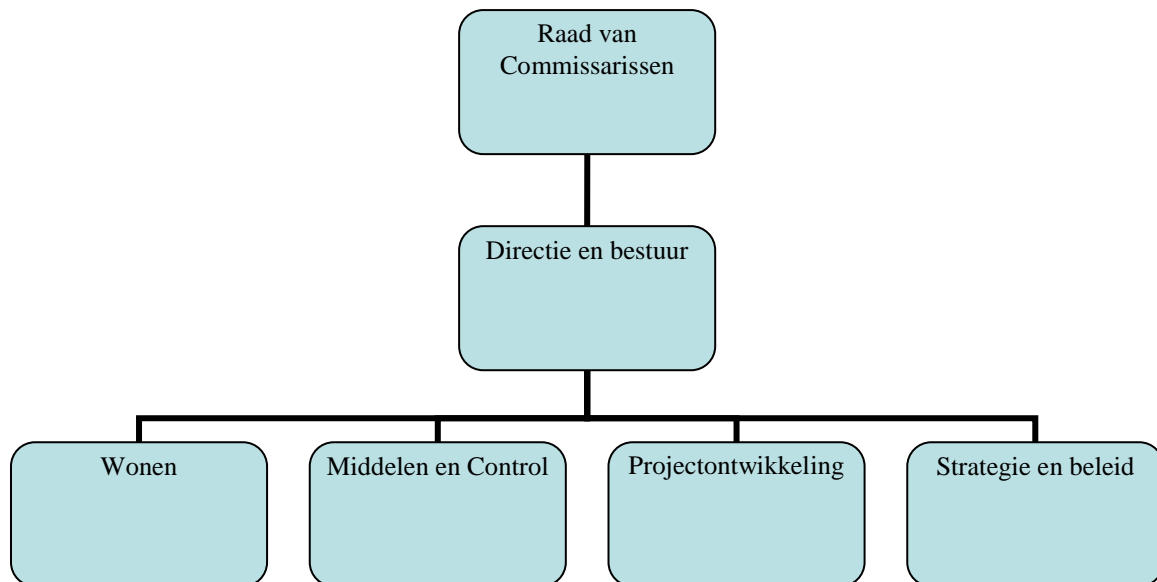 Raad van
Commissarissen
Directie en bestuur
Wonen
Middelen en Control
Projectontwikkeling
Strategie en beleid